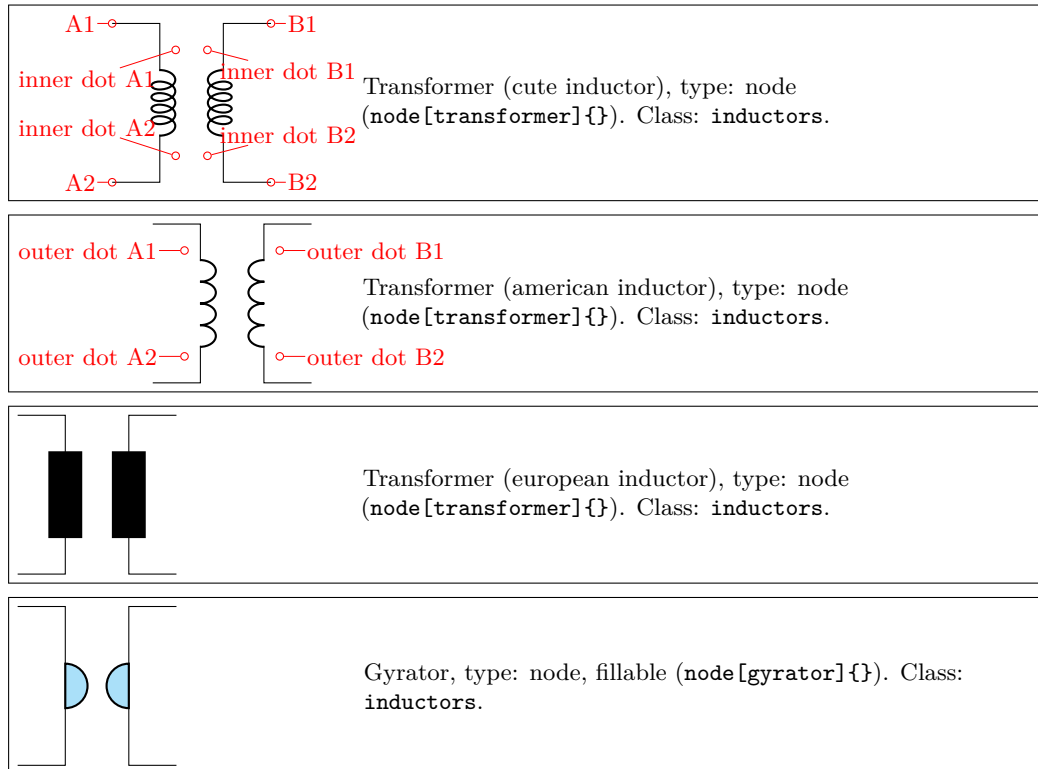 A1
B1
inner dot A1
inner dot B1
Transformer (cute inductor), type: node
(node[transformer]{}). Class: inductors.
inner dot A2
inner dot B2
A2
B2
outer dot A1
outer dot B1
Transformer (american inductor), type: node
(node[transformer]{}). Class: inductors.
outer dot A2
outer dot B2
Transformer (european inductor), type: node
(node[transformer]{}). Class: inductors.
Gyrator, type: node, fillable (node[gyrator]{}). Class:
inductors.